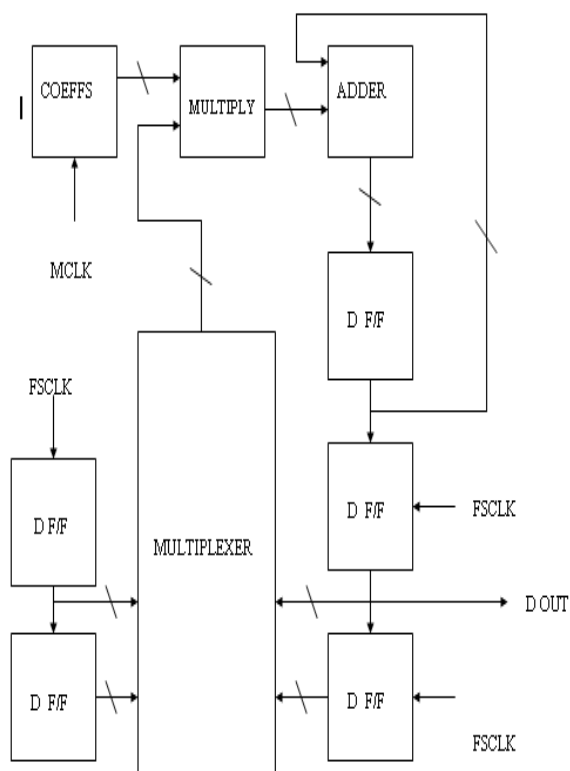 COEFFS
MULTIPLY
ADDER
MCLK
D F/F
FSCLK
D F/F
D F/F
FSCLK
MULTIPLEXER
D OUT
D F/F
D F/F
FSCLK